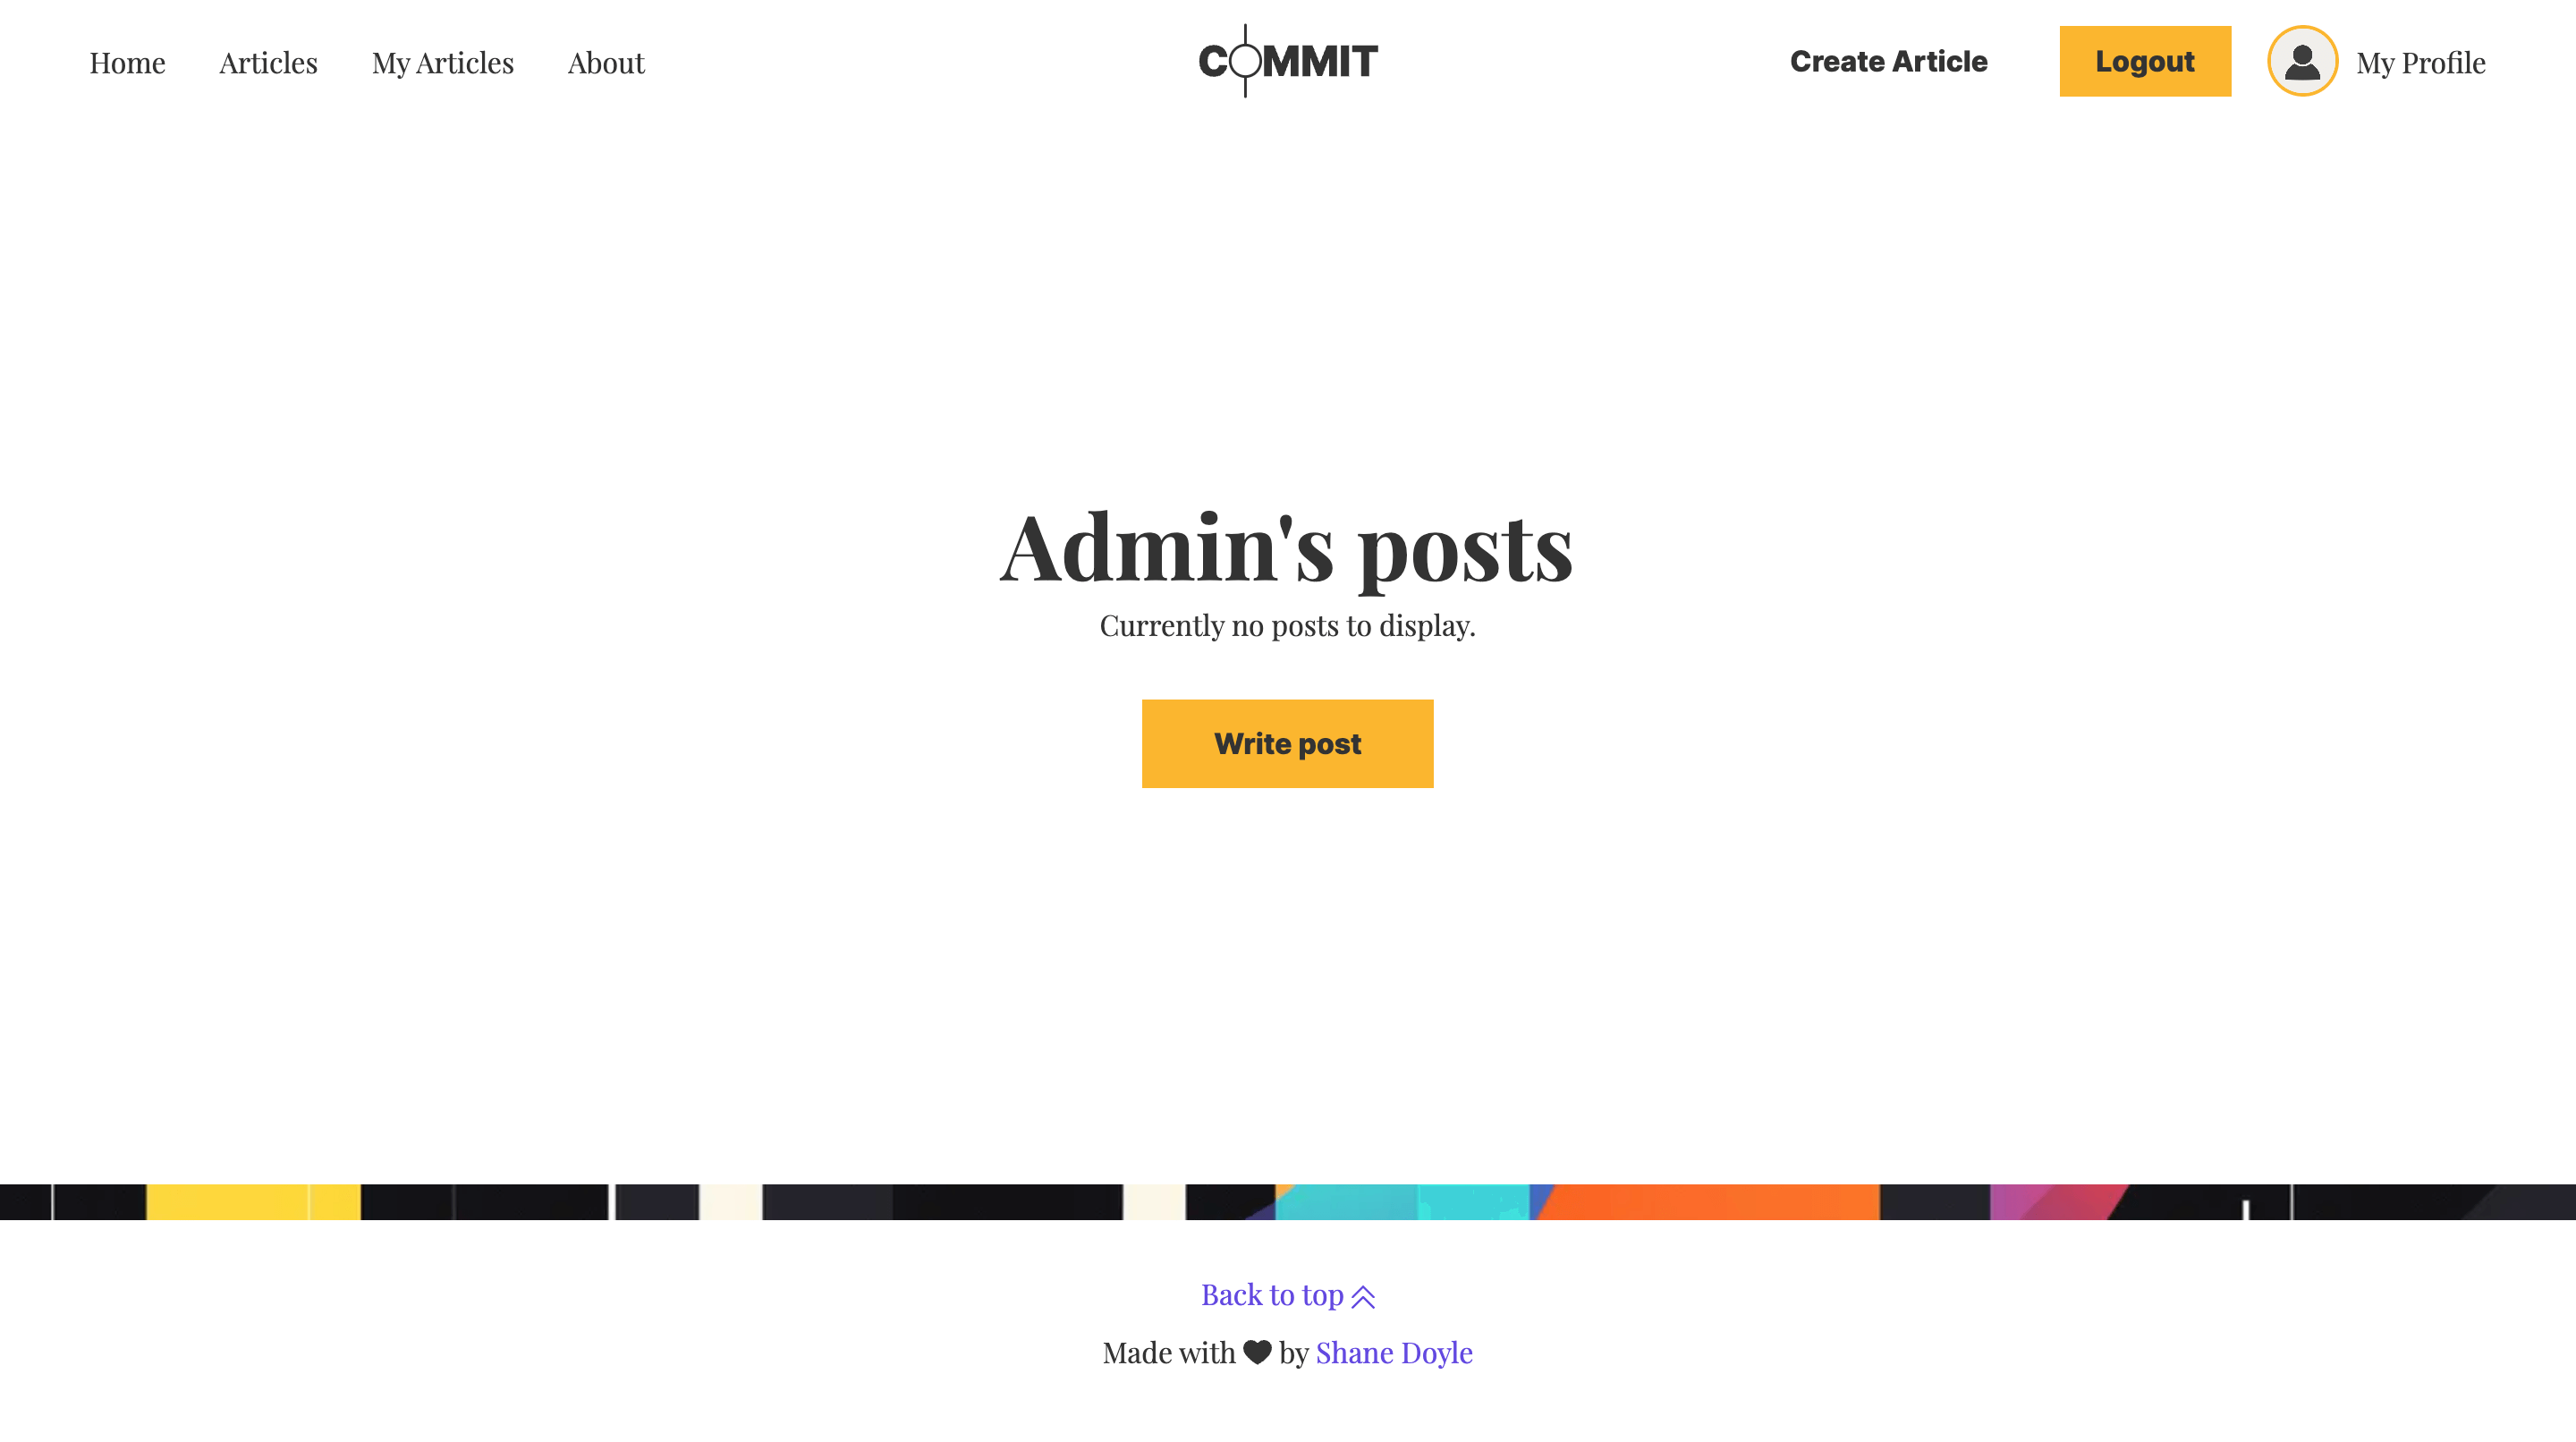 Home Articles My Articles About COMMIT Create Article Logout My Profile
Admin's posts
Currently no posts to display.
Write post
Back to top
Made with by Shane Doyle